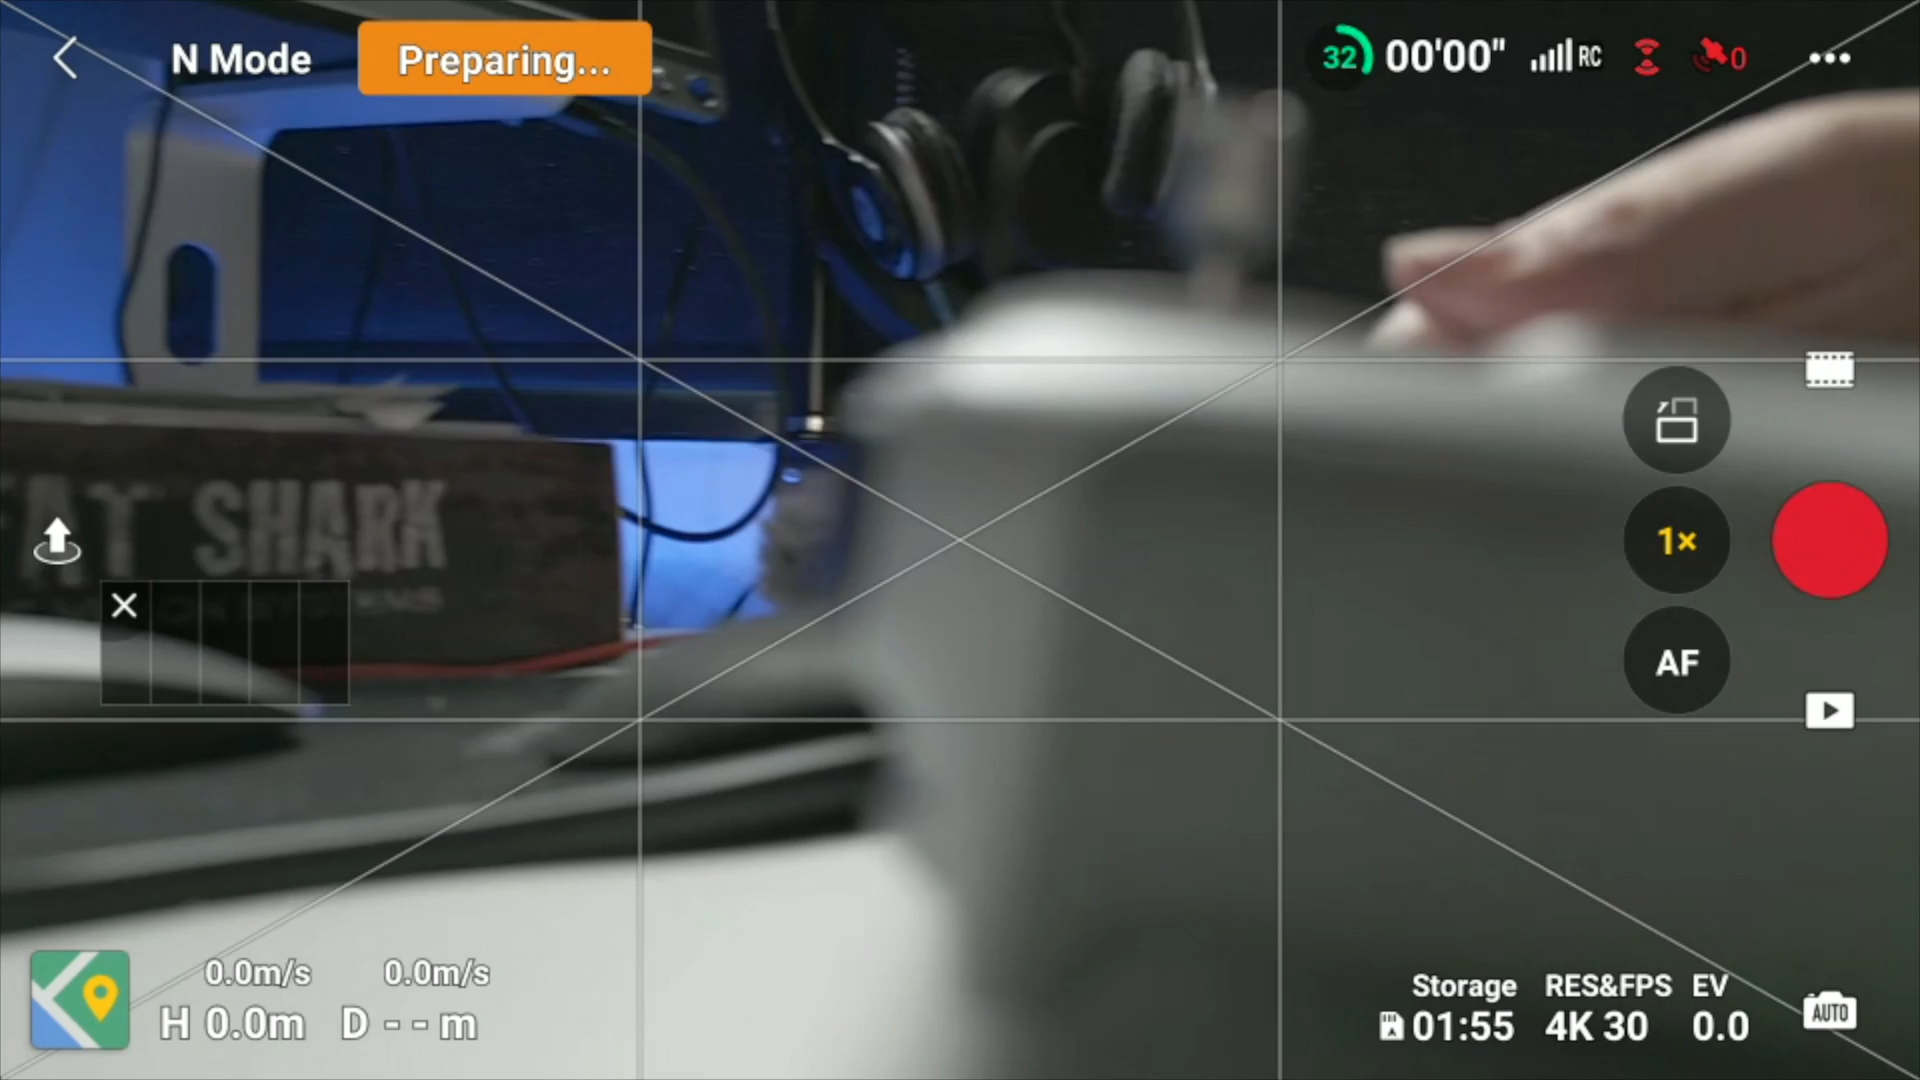 N Mode
Preparing...
32
00'00"
RC
0
AT SHARK
1×
AF
0.0m/s
0.0m/s
H 0.0m
D - - m
Storage
RES&FPS
EV
01:55
4K 30
0.0
AUTO